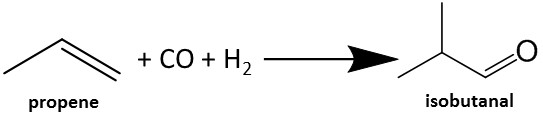 + CO + H₂
O
propene
isobutanal